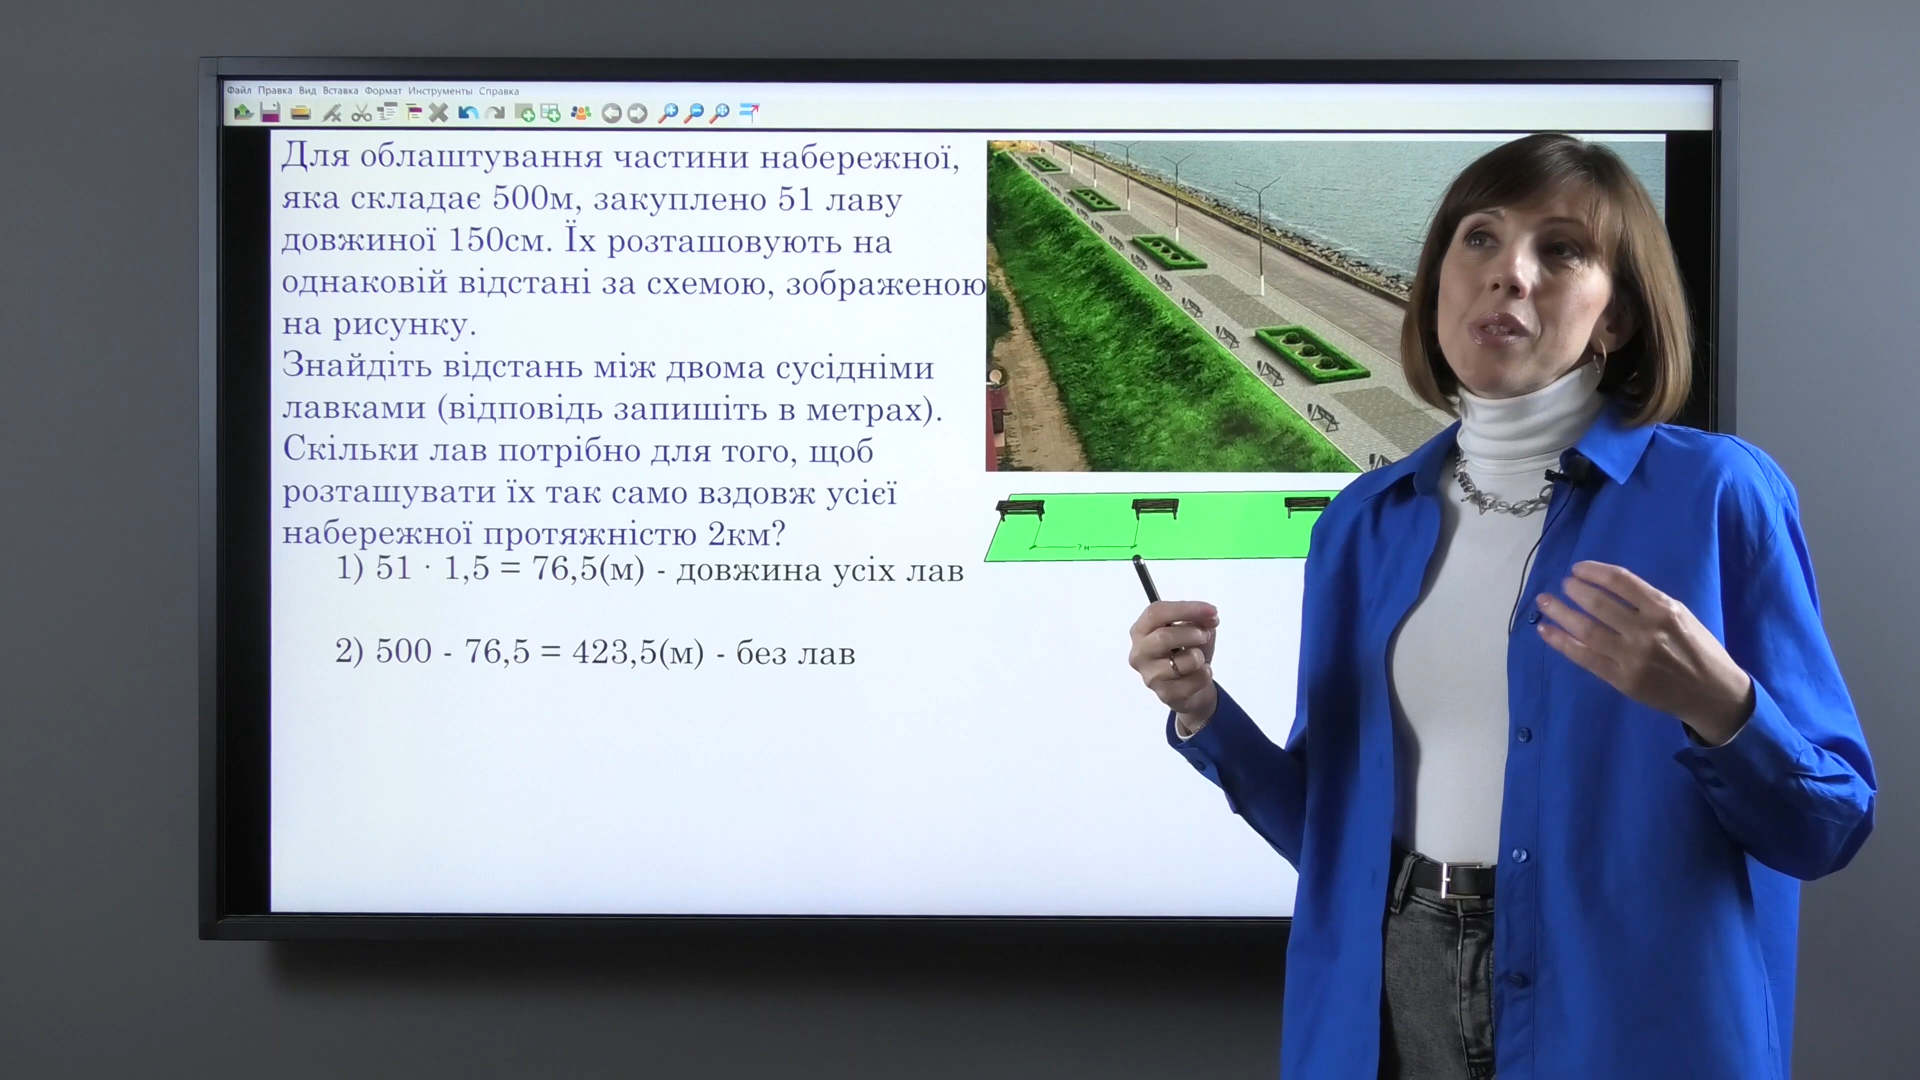 Файл Правка Вид Вставка Формат Инструменты Справка
Для облаштування частини набережної,
яка складає 500м, закуплено 51 лаву
довжиної 150см. Їх розташовують на
однаковій відстані за схемою, зображеною
на рисунку.
Знайдіть відстань між двома сусідніми
лавками (відповідь запишіть в метрах).
Скільки лав потрібно для того, щоб
розташувати їх так само вздовж усієї
набережної протяжністю 2км?
1) 51 · 1,5 = 76,5(м) - довжина усіх лав
2) 500 - 76,5 = 423,5(м) - без лав
? м